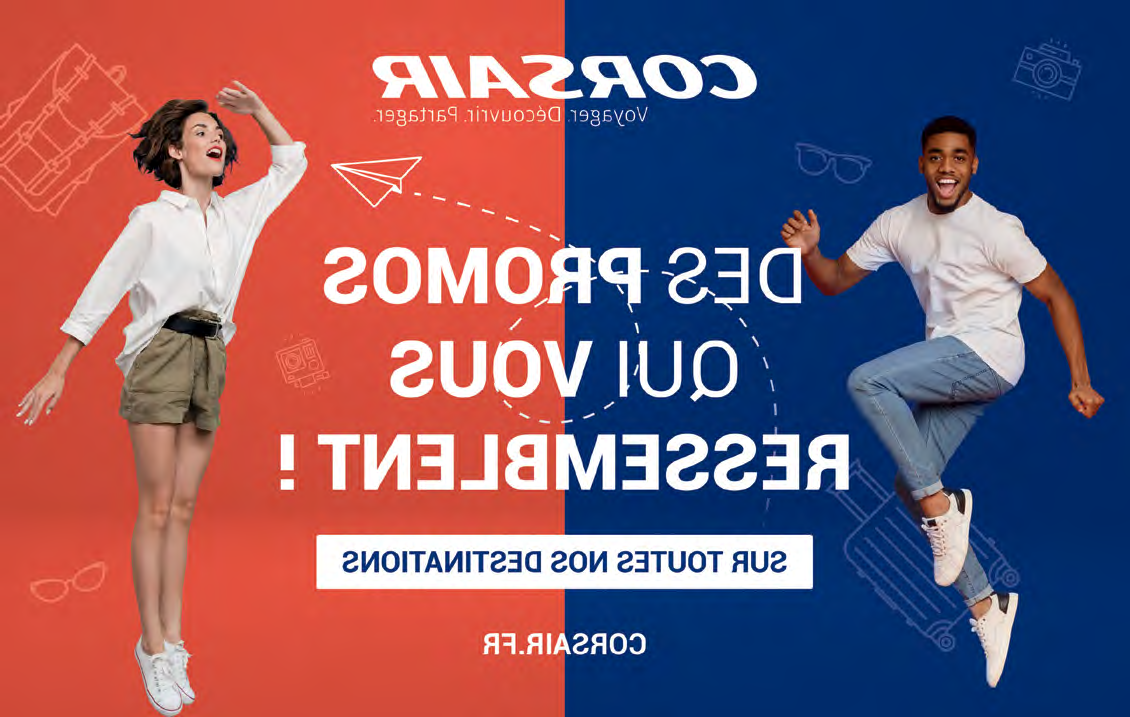 CORSAIR
Voyager. Découvrir. Partager.
DES PROMOS
QUI VOUS
RESSEMBLENT !
SUR TOUTES NOS DESTINATIONS
CORSAIR.FR